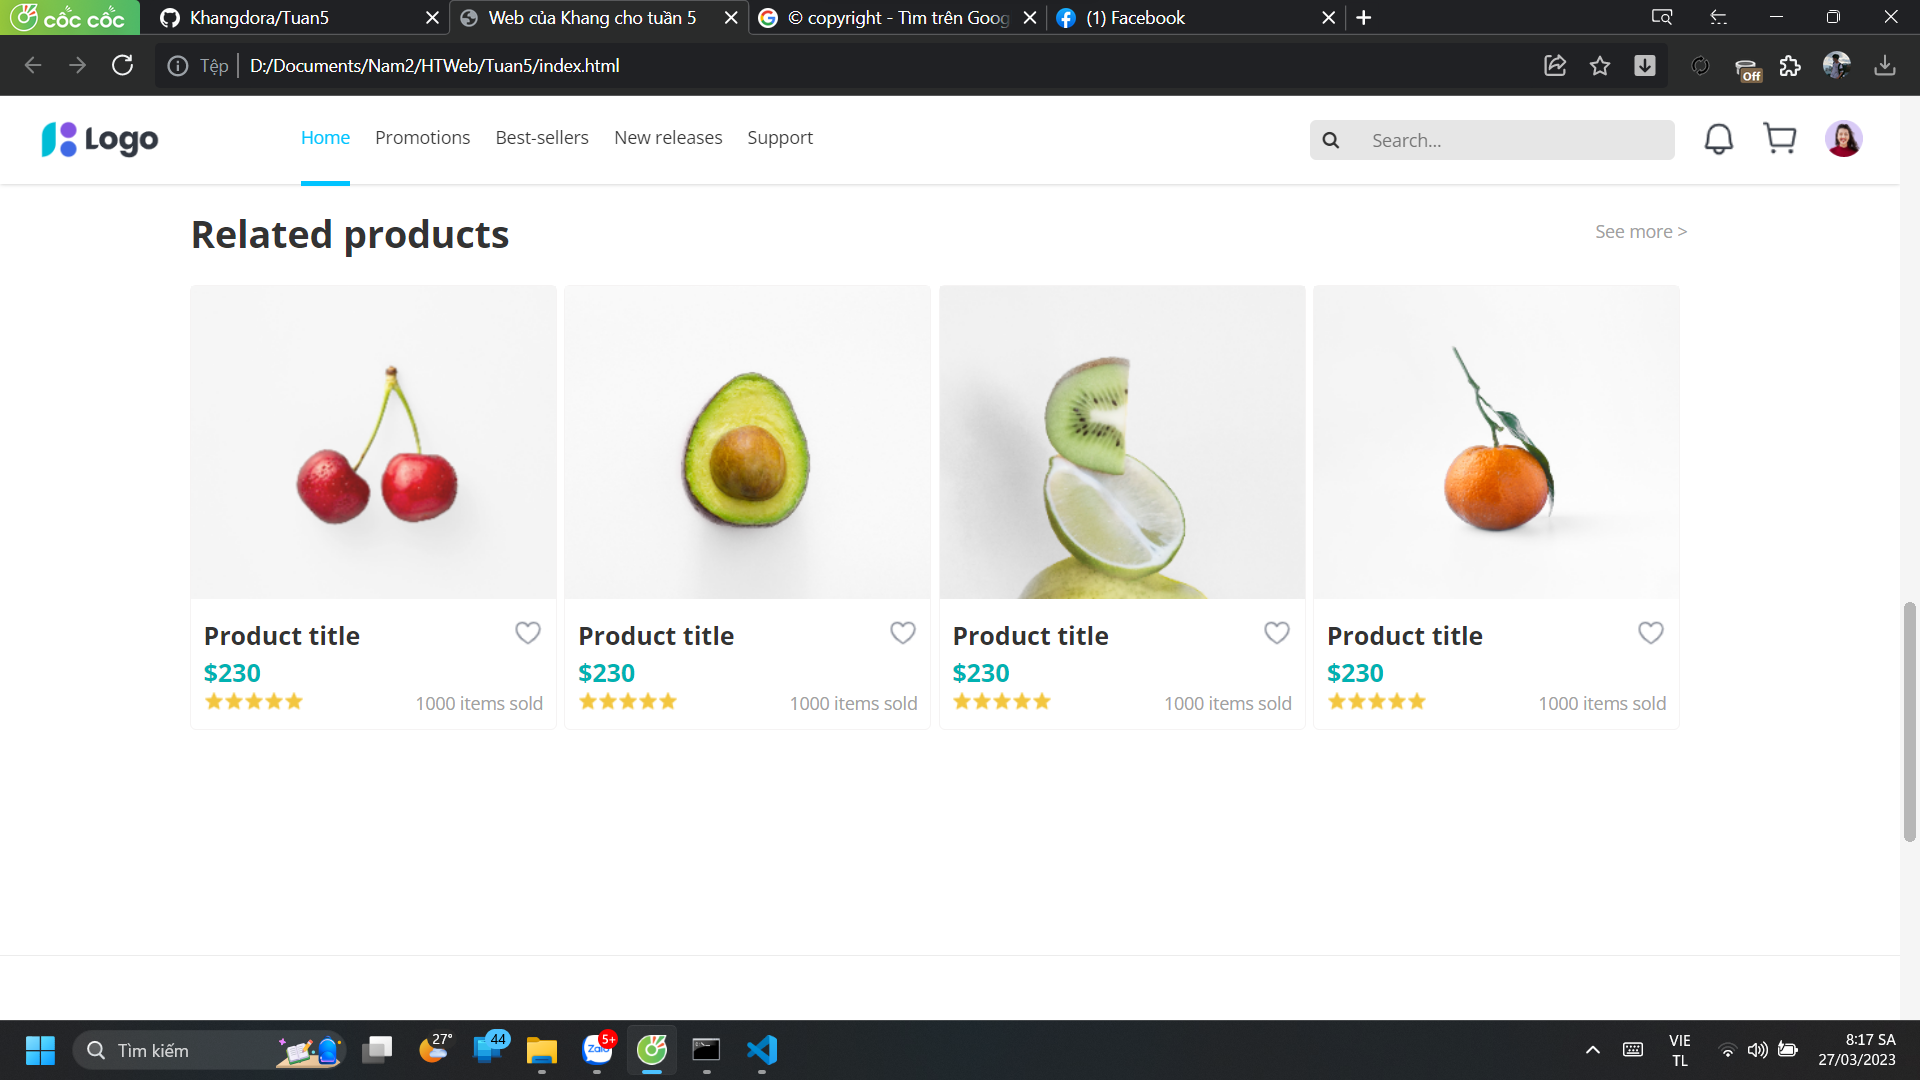 cốc cốc
Khangdora/Tuan5
Web của Khang cho tuần 5
© copyright - Tìm trên Goog
(1) Facebook
Tệp
D:/Documents/Nam2/HTWeb/Tuan5/index.html
Off
Logo
Home
Promotions
Best-sellers
New releases
Support
Search...
Related products
See more >
Product title
$230
1000 items sold
Product title
$230
1000 items sold
Product title
$230
1000 items sold
Product title
$230
1000 items sold
Tìm kiếm
27°
44
Zalo
5+
VIE
TL
8:17 SA
27/03/2023